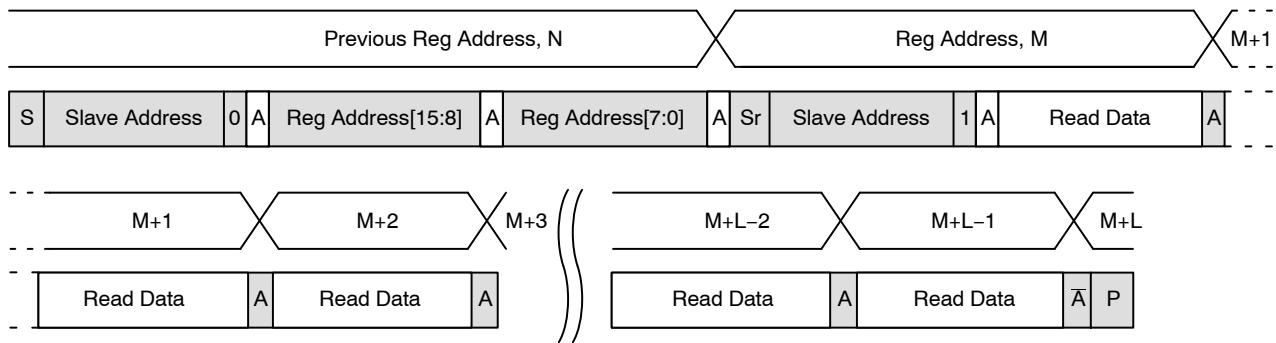 Previous Reg Address, N Reg Address, M M+1
S Slave Address 0 A Reg Address[15:8] A Reg Address[7:0] A Sr Slave Address 1 A Read Data A
M+1 M+2 M+3 M+L−2 M+L−1 M+L
Read Data A Read Data A Read Data A Read Data A̅ P